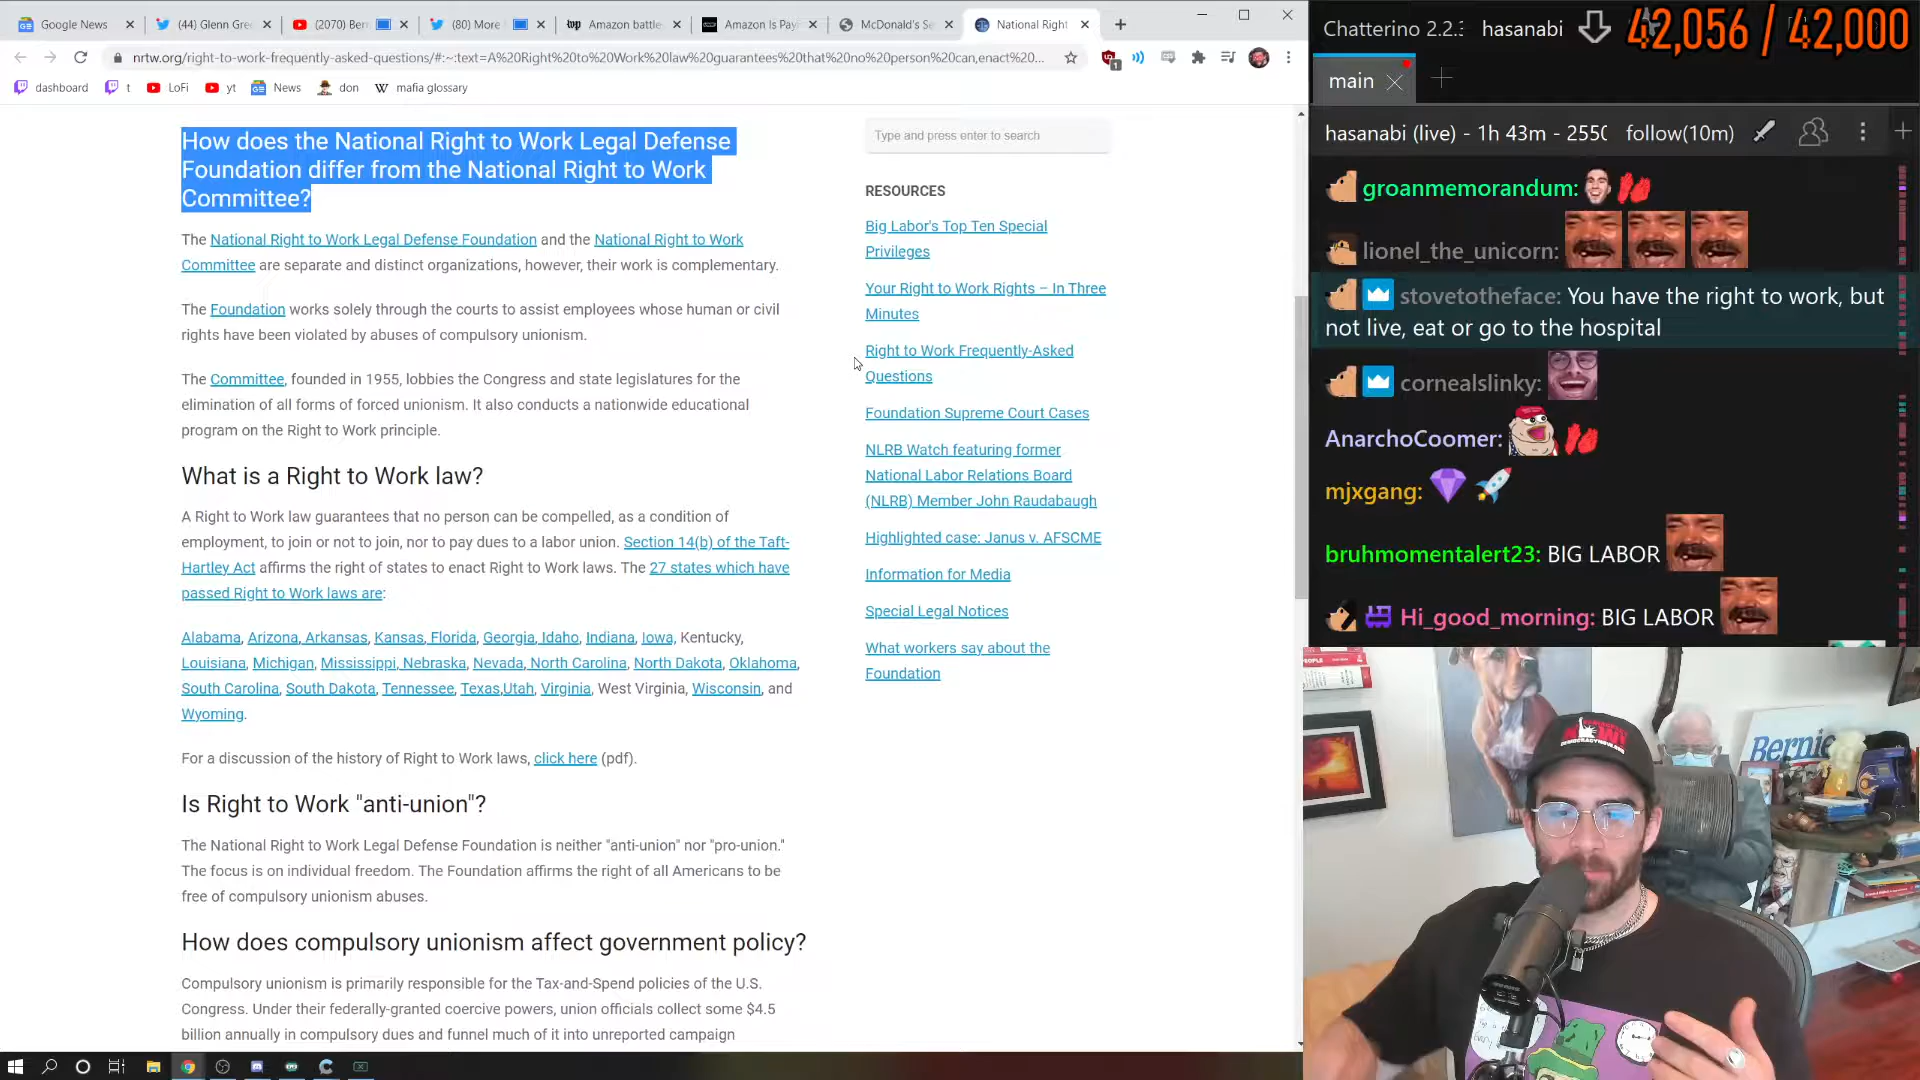 Google News
(44) Glenn Gre
(2070) Ber
(80) More
Amazon battle
Amazon Is Pay
McDonald's Se
National Right
nrtw.org/right-to-work-frequently-asked-questions/#:~:text=A%20Right%20to%20Work%20law%20guarantees%20that%20no%20person%20can,enact%20...
dashboard
t
LoFi
yt
News
don
mafia glossary
How does the National Right to Work Legal Defense
Foundation differ from the National Right to Work
Committee?
The National Right to Work Legal Defense Foundation and the National Right to Work
Committee are separate and distinct organizations, however, their work is complementary.
The Foundation works solely through the courts to assist employees whose human or civil
rights have been violated by abuses of compulsory unionism.
The Committee, founded in 1955, lobbies the Congress and state legislatures for the
elimination of all forms of forced unionism. It also conducts a nationwide educational
program on the Right to Work principle.
What is a Right to Work law?
A Right to Work law guarantees that no person can be compelled, as a condition of
employment, to join or not to join, nor to pay dues to a labor union. Section 14(b) of the Taft-
Hartley Act affirms the right of states to enact Right to Work laws. The 27 states which have
passed Right to Work laws are:
Alabama, Arizona, Arkansas, Kansas, Florida, Georgia, Idaho, Indiana, Iowa, Kentucky,
Louisiana, Michigan, Mississippi, Nebraska, Nevada, North Carolina, North Dakota, Oklahoma,
South Carolina, South Dakota, Tennessee, Texas,Utah, Virginia, West Virginia, Wisconsin, and
Wyoming.
For a discussion of the history of Right to Work laws, click here (pdf).
Is Right to Work "anti-union"?
The National Right to Work Legal Defense Foundation is neither "anti-union" nor "pro-union."
The focus is on individual freedom. The Foundation affirms the right of all Americans to be
free of compulsory unionism abuses.
How does compulsory unionism affect government policy?
Compulsory unionism is primarily responsible for the Tax-and-Spend policies of the U.S.
Congress. Under their federally-granted coercive powers, union officials collect some $4.5
billion annually in compulsory dues and funnel much of it into unreported campaign
Type and press enter to search
RESOURCES
Big Labor's Top Ten Special
Privileges
Your Right to Work Rights – In Three
Minutes
Right to Work Frequently-Asked
Questions
Foundation Supreme Court Cases
NLRB Watch featuring former
National Labor Relations Board
(NLRB) Member John Raudabaugh
Highlighted case: Janus v. AFSCME
Information for Media
Special Legal Notices
What workers say about the
Foundation
Chatterino 2.2.
hasanabi
42,056 / 42,000
main
hasanabi (live) - 1h 43m - 2550
follow(10m)
groanmemorandum:
lionel_the_unicorn:
stovetotheface: You have the right to work, but
not live, eat or go to the hospital
cornealslinky:
AnarchoCoomer:
mjxgang:
bruhmomentalert23: BIG LABOR
Hi_good_morning: BIG LABOR
Bernie